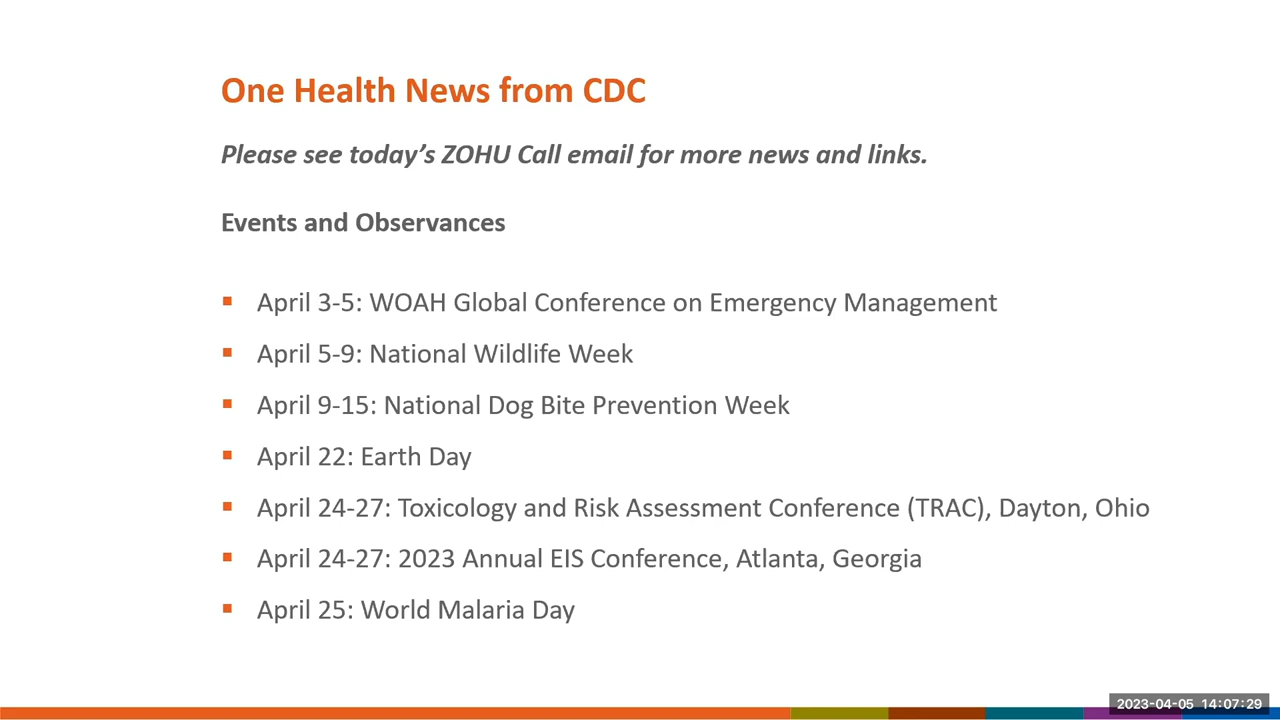 One Health News from CDC
Please see today’s ZOHU Call email for more news and links.
Events and Observances
▪ April 3-5: WOAH Global Conference on Emergency Management
▪ April 5-9: National Wildlife Week
▪ April 9-15: National Dog Bite Prevention Week
▪ April 22: Earth Day
▪ April 24-27: Toxicology and Risk Assessment Conference (TRAC), Dayton, Ohio
▪ April 24-27: 2023 Annual EIS Conference, Atlanta, Georgia
▪ April 25: World Malaria Day
2023-04-05 14:07:29